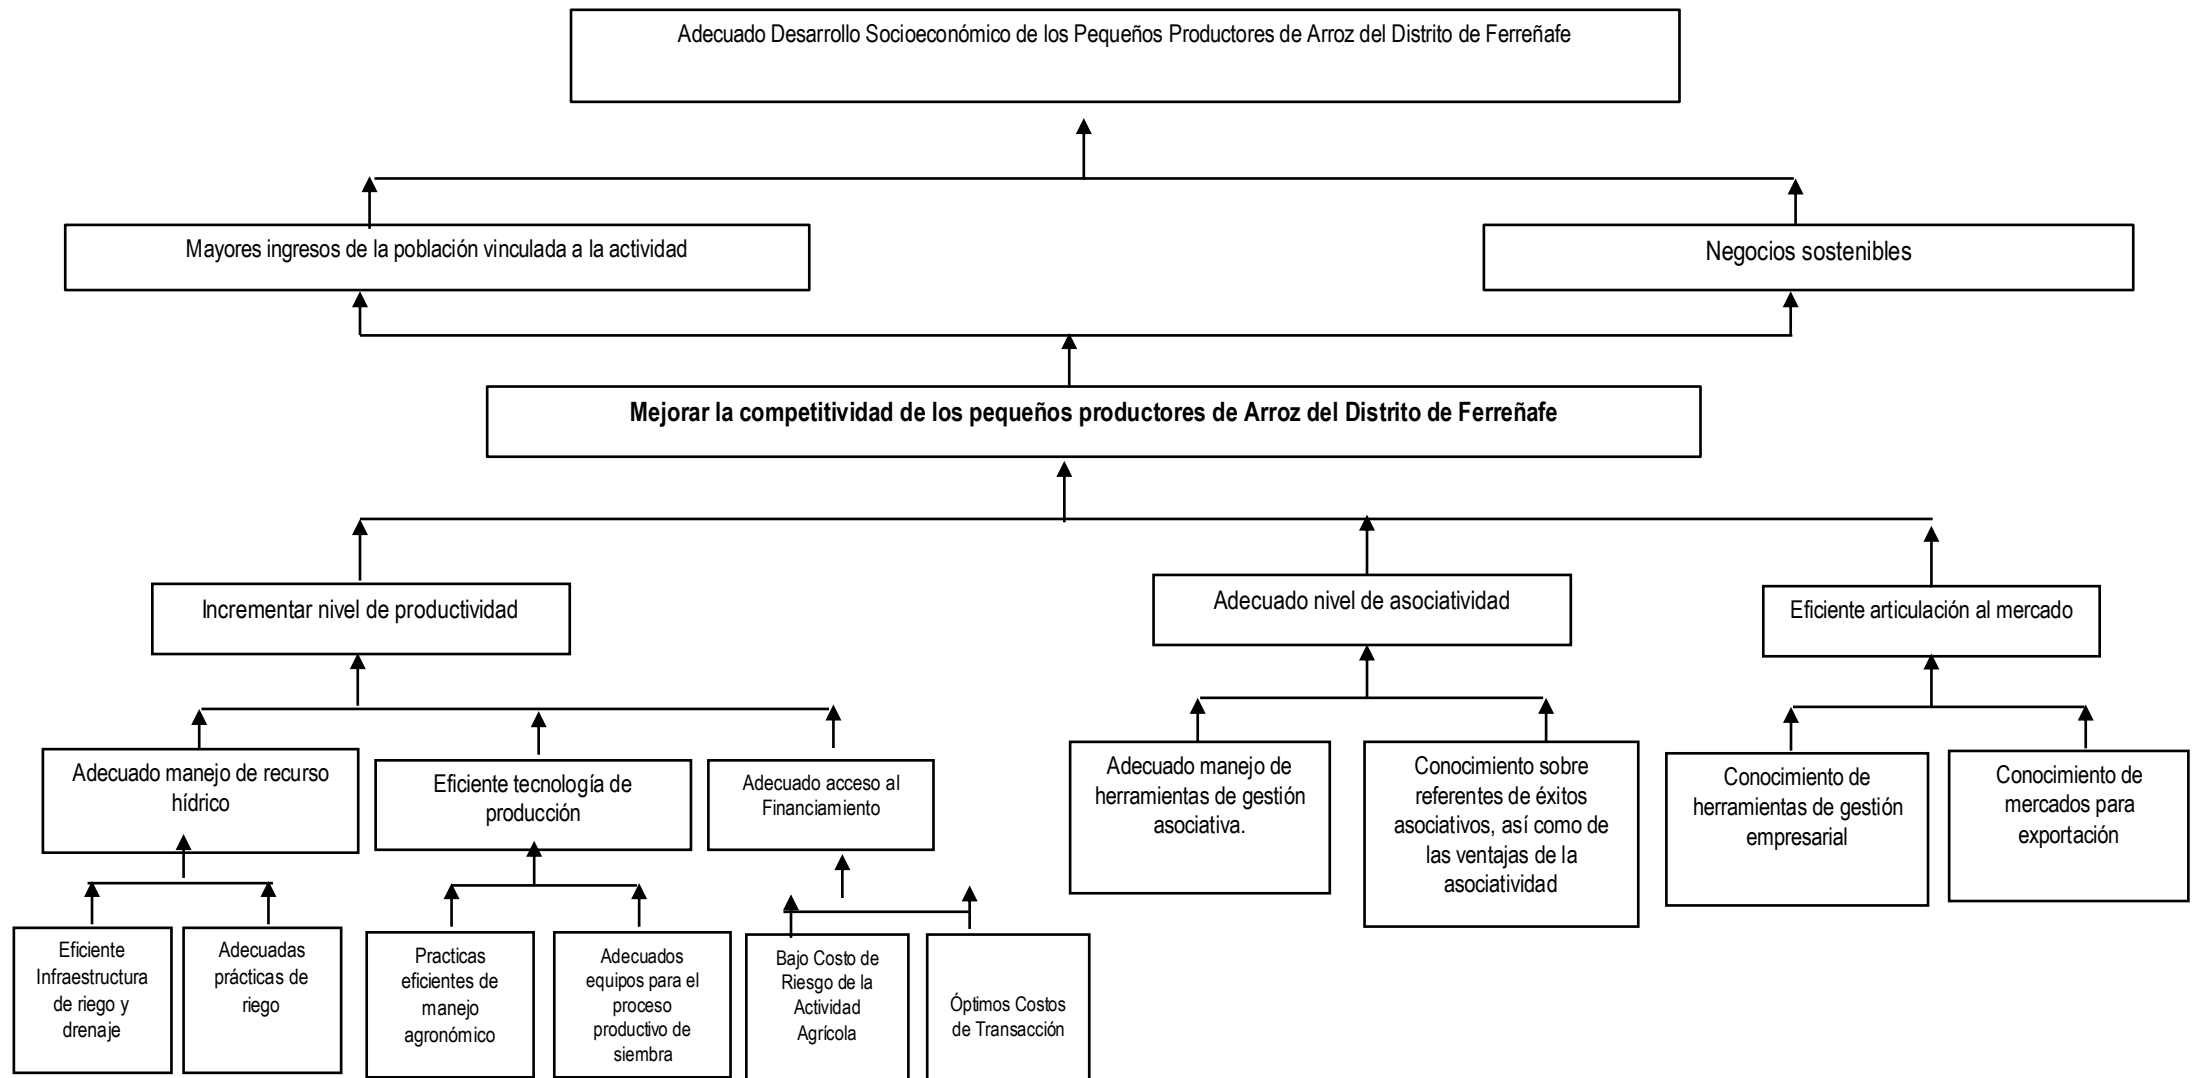 Adecuado Desarrollo Socioeconómico de los Pequeños Productores de Arroz del Distrito de Ferreñafe
Mayores ingresos de la población vinculada a la actividad
Negocios sostenibles
Mejorar la competitividad de los pequeños productores de Arroz del Distrito de Ferreñafe
Incrementar nivel de productividad
Adecuado nivel de asociatividad
Eficiente articulación al mercado
Adecuado manejo de recurso
hídrico
Eficiente tecnología de
producción
Adecuado acceso al
Financiamiento
Adecuado manejo de
herramientas de gestión
asociativa.
Conocimiento sobre
referentes de éxitos
asociativos, así como de
las ventajas de la
asociatividad
Conocimiento de
herramientas de gestión
empresarial
Conocimiento de
mercados para
exportación
Eficiente
Infraestructura
de riego y
drenaje
Adecuadas
prácticas de
riego
Practicas
eficientes de
manejo
agronómico
Adecuados
equipos para el
proceso
productivo de
siembra
Bajo Costo de
Riesgo de la
Actividad
Agrícola
Óptimos Costos
de Transacción